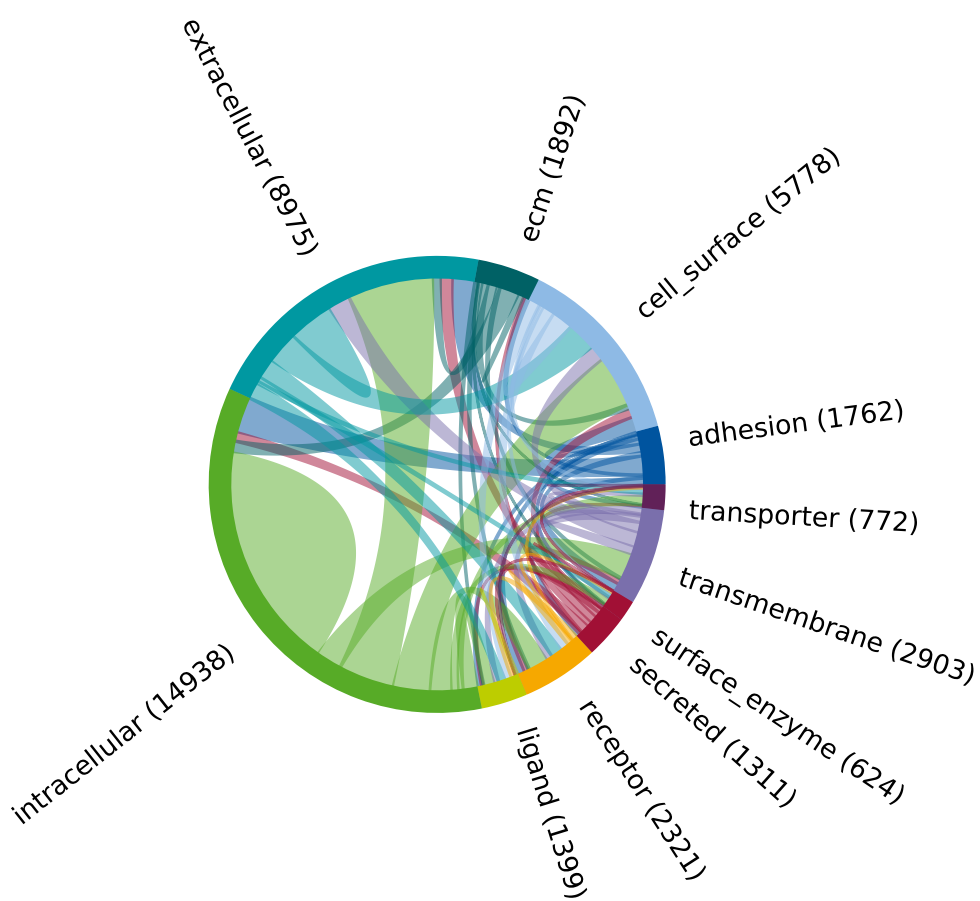 extracellular (8975)
ecm (1892)
cell_surface (5778)
adhesion (1762)
transporter (772)
transmembrane (2903)
surface_enzyme (624)
secreted (1311)
receptor (2321)
ligand (1399)
intracellular (14938)